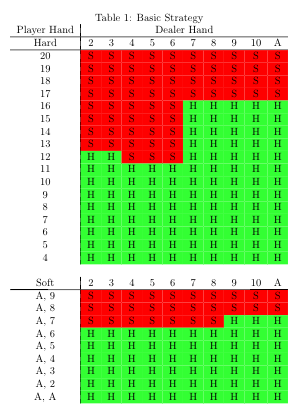 Table 1: Basic Strategy
Player Hand Dealer Hand
Hard 2 3 4 5 6 7 8 9 10 A
20 S S S S S S S S S S
19 S S S S S S S S S S
18 S S S S S S S S S S
17 S S S S S S S S S S
16 S S S S S H H H H H
15 S S S S S H H H H H
14 S S S S S H H H H H
13 S S S S S H H H H H
12 H H S S S H H H H H
11 H H H H H H H H H H
10 H H H H H H H H H H
9 H H H H H H H H H H
8 H H H H H H H H H H
7 H H H H H H H H H H
6 H H H H H H H H H H
5 H H H H H H H H H H
4 H H H H H H H H H H
Soft 2 3 4 5 6 7 8 9 10 A
A, 9 S S S S S S S S S S
A, 8 S S S S S S S S S S
A, 7 S S S S S S S H H H
A, 6 H H H H H H H H H H
A, 5 H H H H H H H H H H
A, 4 H H H H H H H H H H
A, 3 H H H H H H H H H H
A, 2 H H H H H H H H H H
A, A H H H H H H H H H H